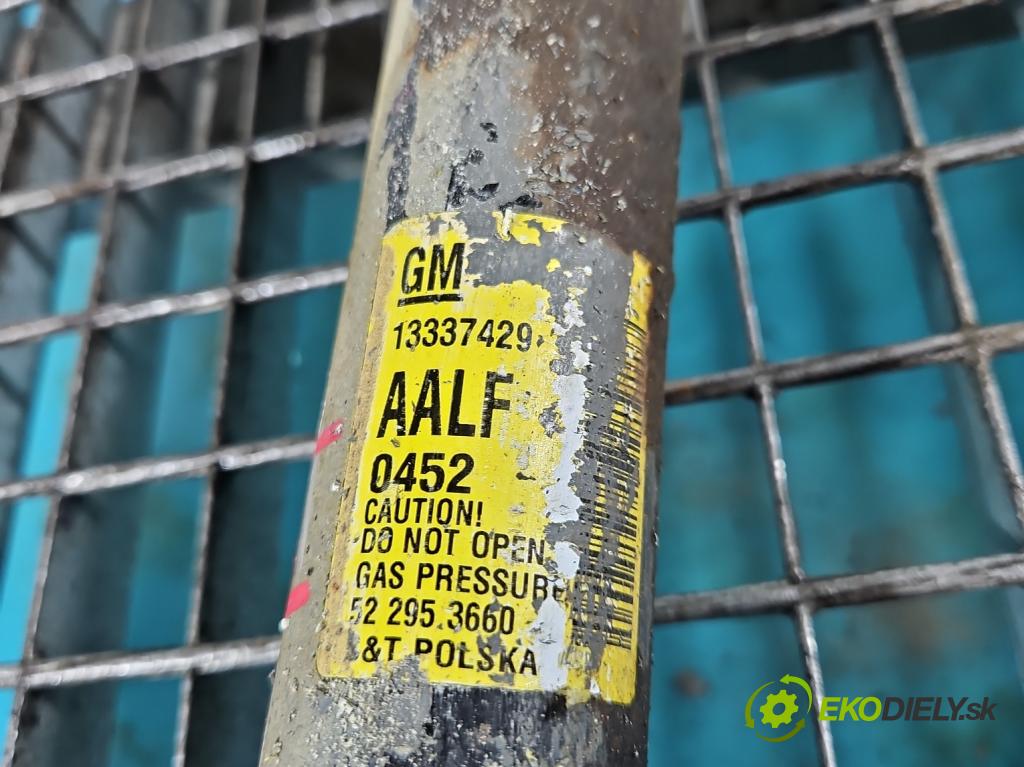 GM
13337429
AALF
0452
CAUTION!
DO NOT OPEN
GAS PRESSURE
52 295 3660
&T POLSKA
EKODIELY.sk